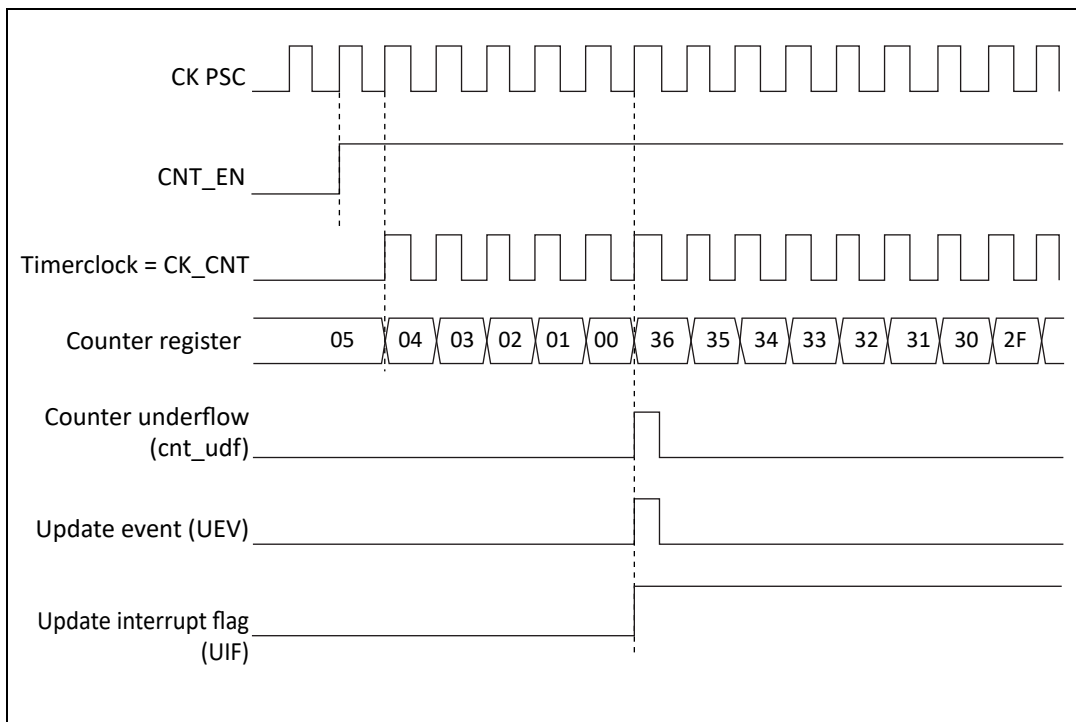 CK PSC
CNT_EN
Timerclock = CK_CNT
Counter register 05 04 03 02 01 00 36 35 34 33 32 31 30 2F
Counter underflow
(cnt_udf)
Update event (UEV)
Update interrupt flag
(UIF)